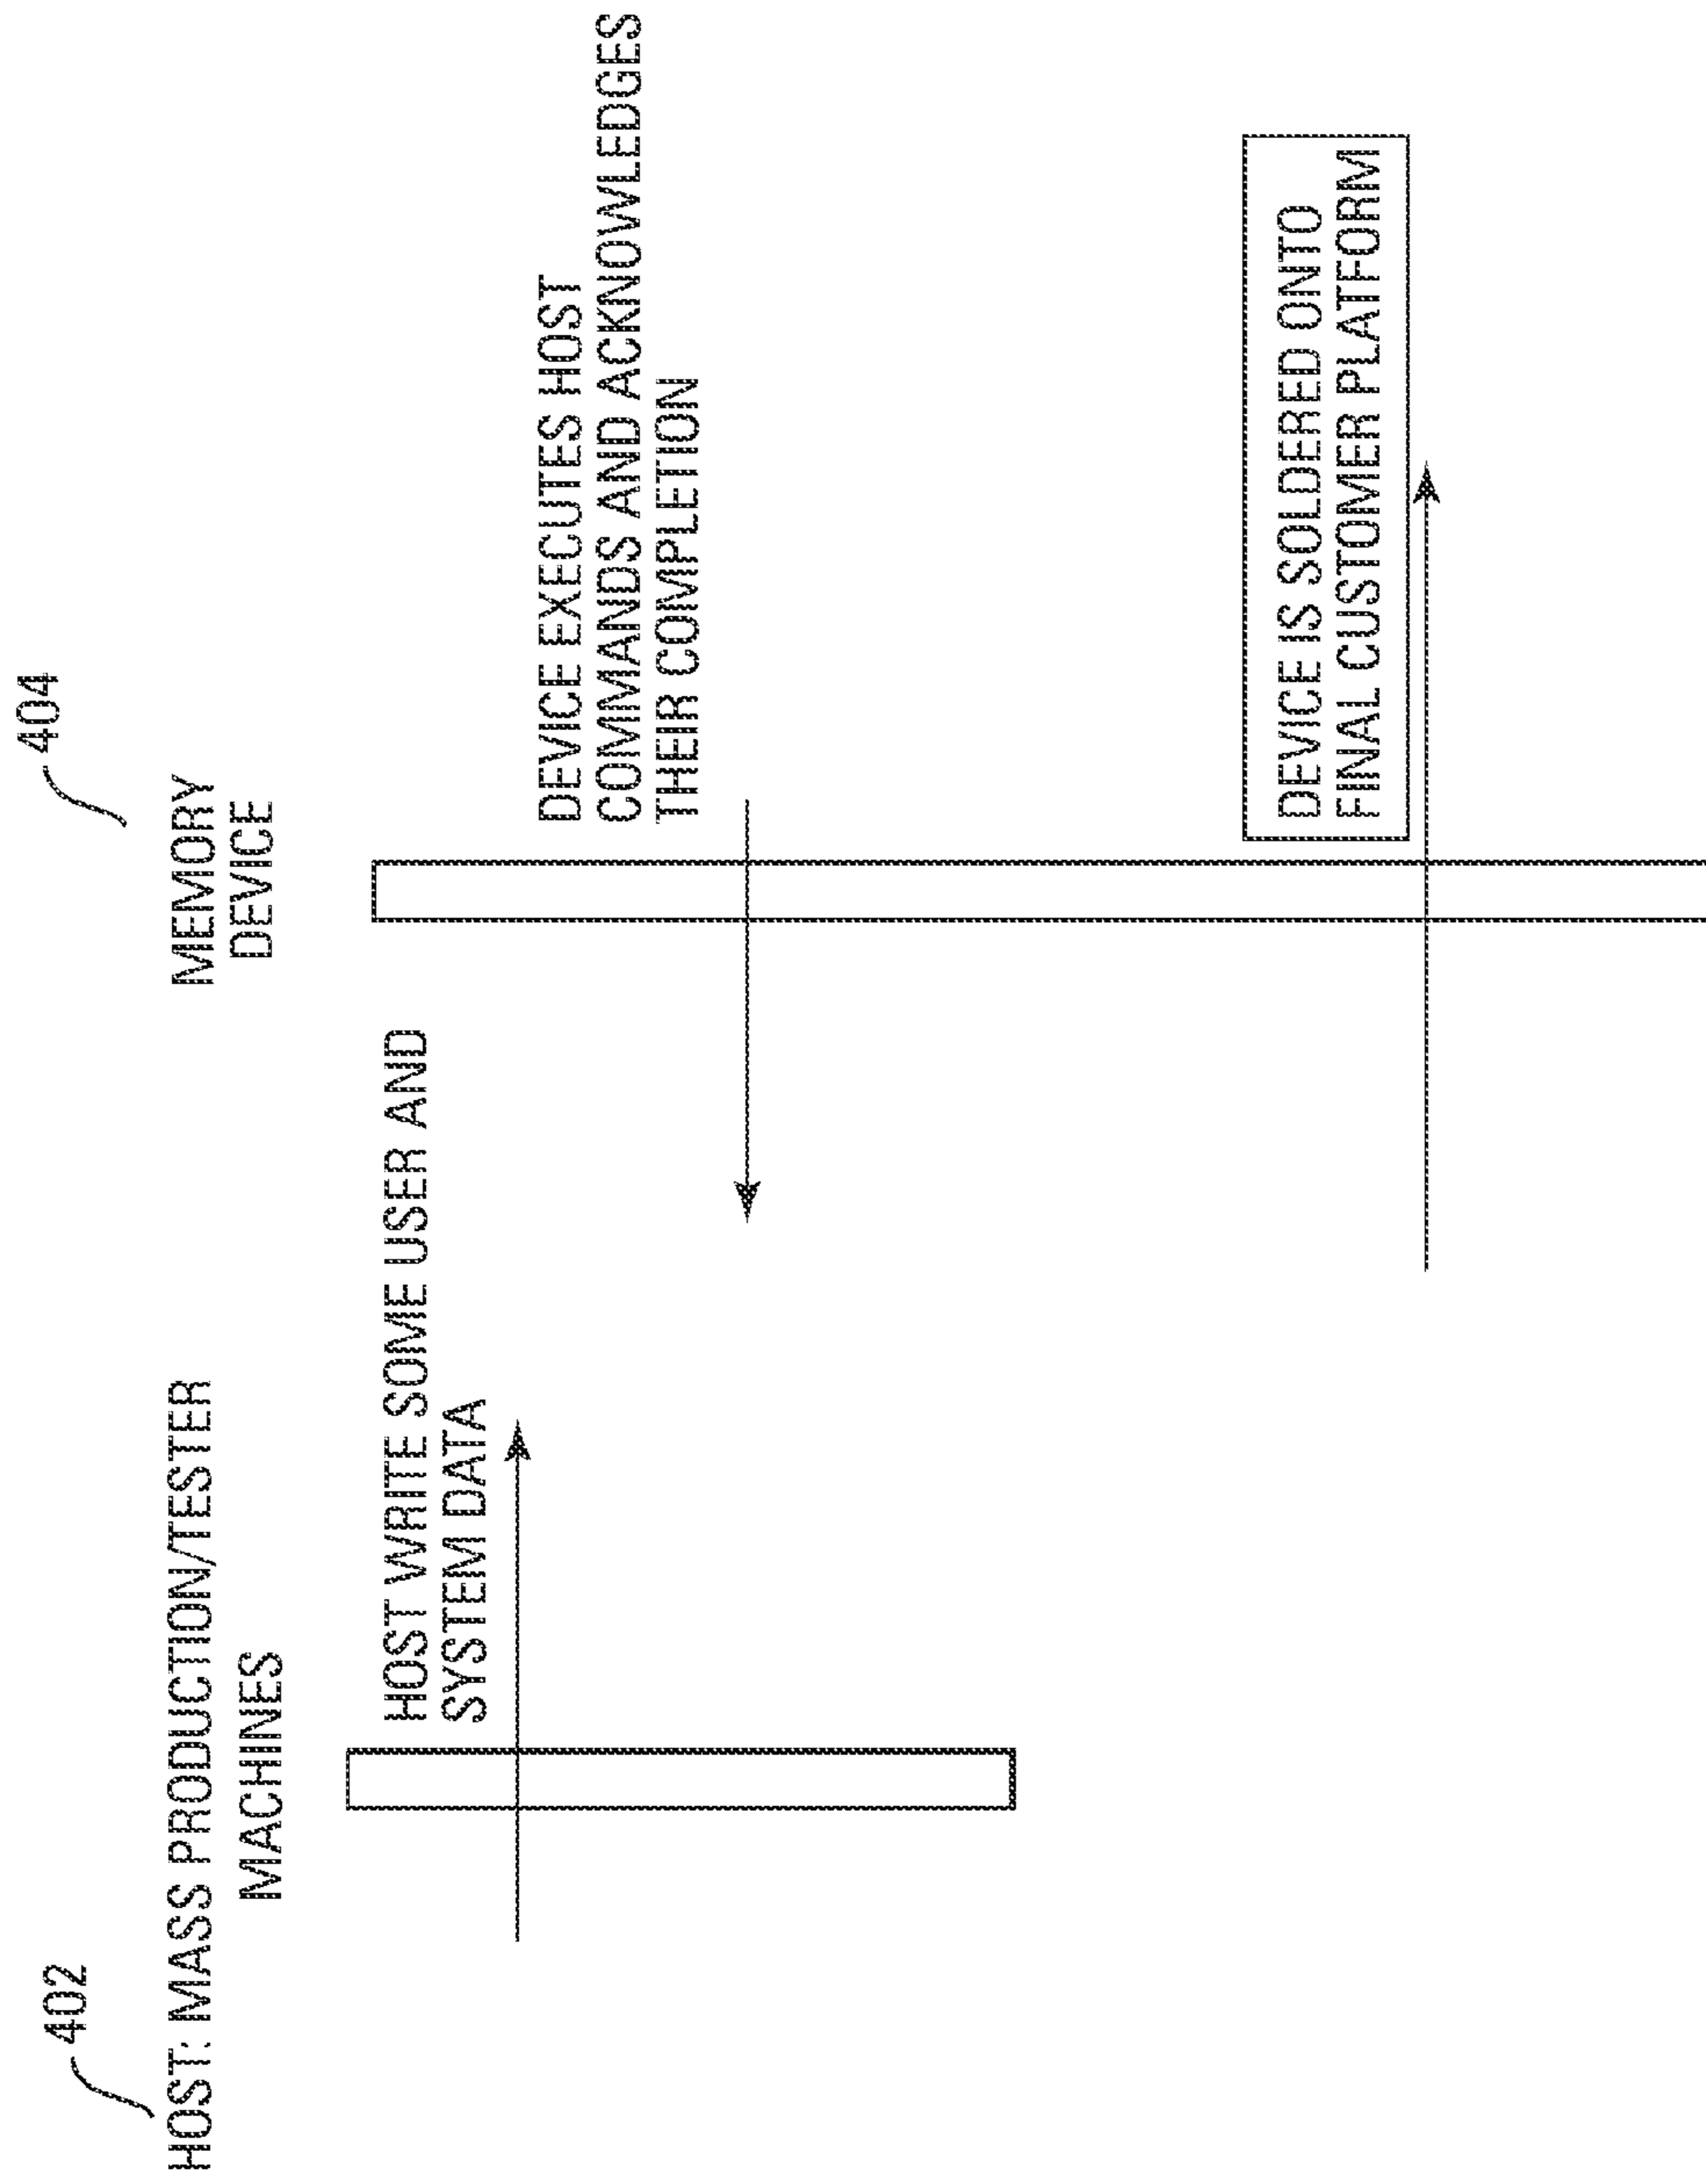 402
HOST: MASS PRODUCTION/TESTER
MACHINES
404
MEMORY
DEVICE
HOST WRITE SOME USER AND
SYSTEM DATA
DEVICE EXECUTES HOST
COMMANDS AND ACKNOWLEDGES
THEIR COMPLETION
DEVICE IS SOLDERED ONTO
FINAL CUSTOMER PLATFORM